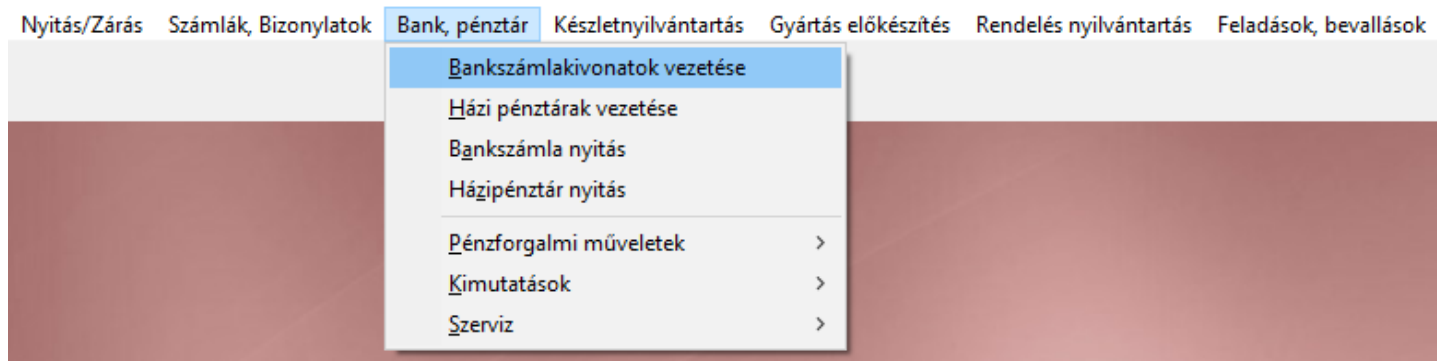 Nyitás/Zárás Számlák, Bizonylatok Bank, pénztár Készletnyilvántartás Gyártás előkészítés Rendelés nyilvántartás Feladások, bevallások
Bankszámlakivonatok vezetése
Házi pénztárak vezetése
Bankszámla nyitás
Házipénztár nyitás
Pénzforgalmi műveletek
Kimutatások
Szerviz